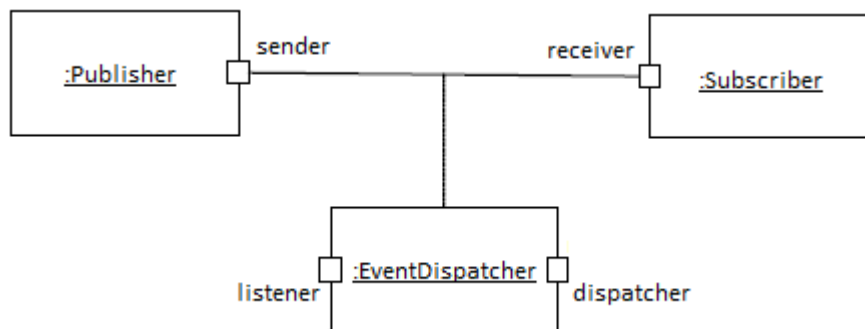 sender
receiver
:Publisher
:Subscriber
:EventDispatcher
listener
dispatcher